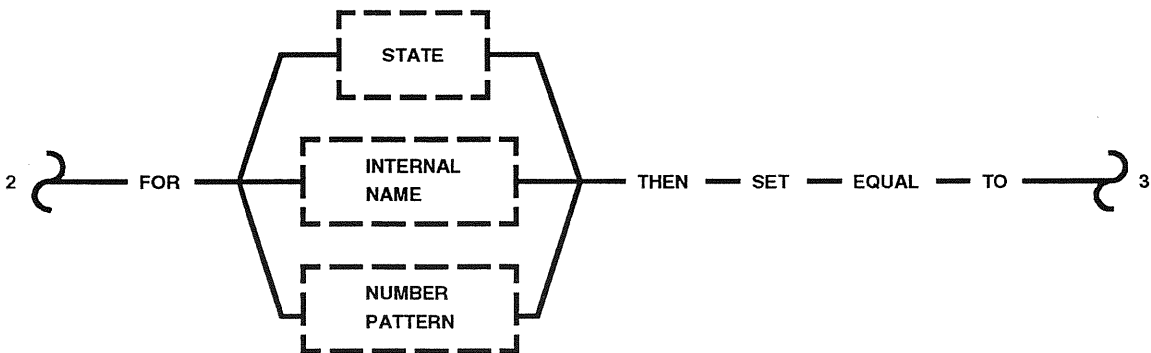 STATE
2 FOR INTERNAL NAME THEN SET EQUAL TO 3
NUMBER
PATTERN